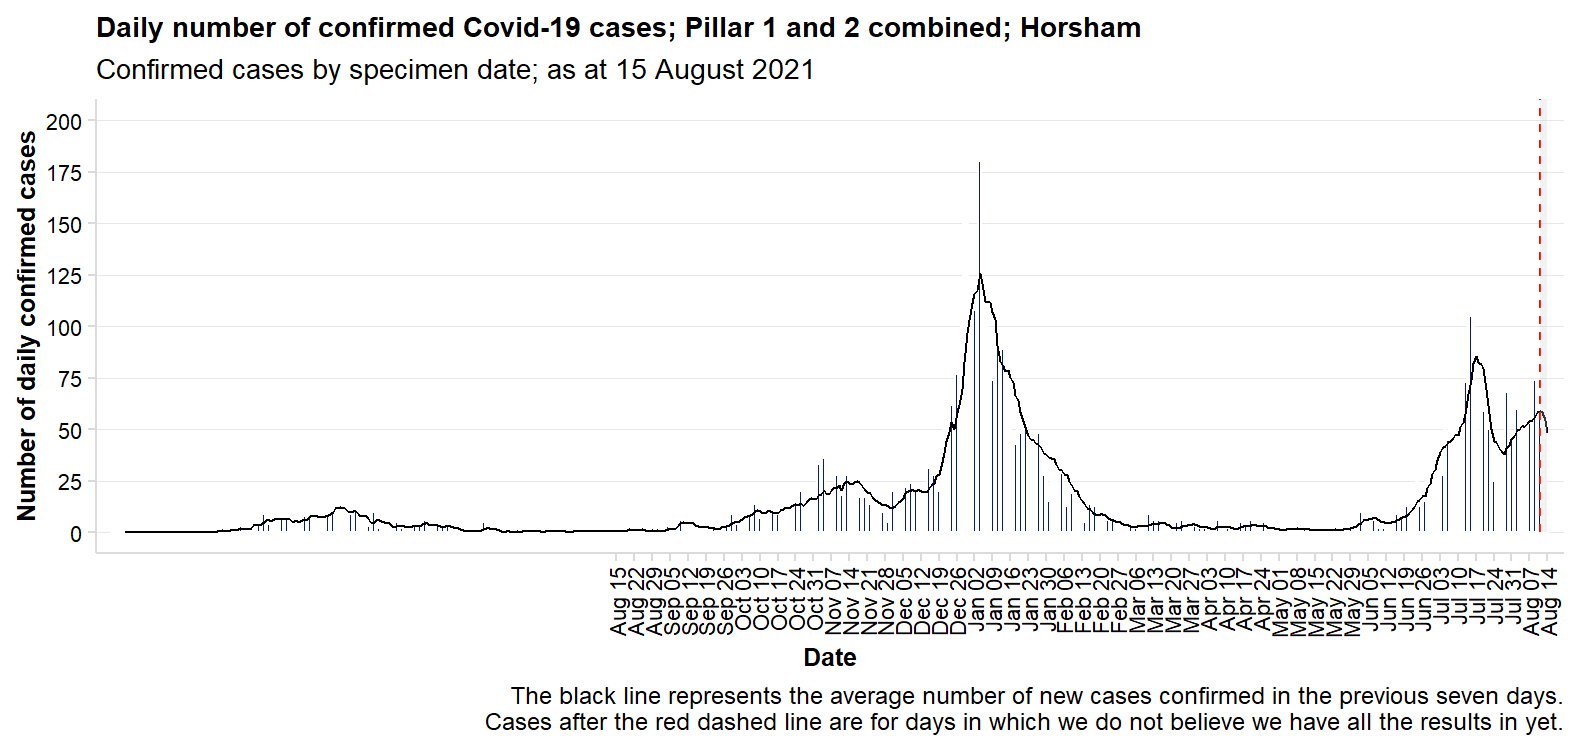 Daily number of confirmed Covid-19 cases; Pillar 1 and 2 combined; Horsham
Confirmed cases by specimen date; as at 15 August 2021
Number of daily confirmed cases
200
175
150
125
100
75
50
25
0
Aug 15
Aug 22
Aug 29
Sep 05
Sep 12
Sep 19
Sep 26
Oct 03
Oct 10
Oct 17
Oct 24
Oct 31
Nov 07
Nov 14
Nov 21
Nov 28
Dec 05
Dec 12
Dec 19
Dec 26
Jan 02
Jan 09
Jan 16
Jan 23
Jan 30
Feb 06
Feb 13
Feb 20
Feb 27
Mar 06
Mar 13
Mar 20
Mar 27
Apr 03
Apr 10
Apr 17
Apr 24
May 01
May 08
May 15
May 22
May 29
Jun 05
Jun 12
Jun 19
Jun 26
Jul 03
Jul 10
Jul 17
Jul 24
Jul 31
Aug 07
Aug 14
Date
The black line represents the average number of new cases confirmed in the previous seven days.
Cases after the red dashed line are for days in which we do not believe we have all the results in yet.